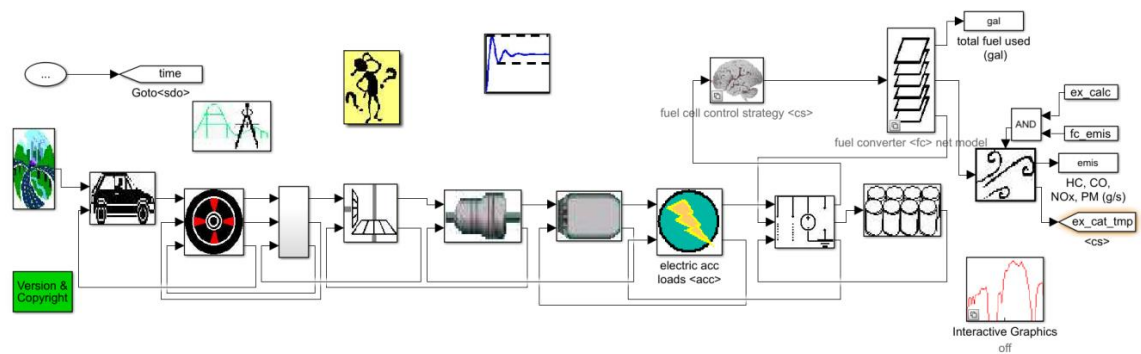 gal
total fuel used
(gal)
...
time
Goto<sdo>
fuel cell control strategy <cs>
fuel converter <fc> net model
ex_calc
AND
fc_emis
emis
HC, CO,
NOx, PM (g/s)
ex_cat_tmp
<cs>
electric acc
loads <acc>
Version &
Copyright
Interactive Graphics
off